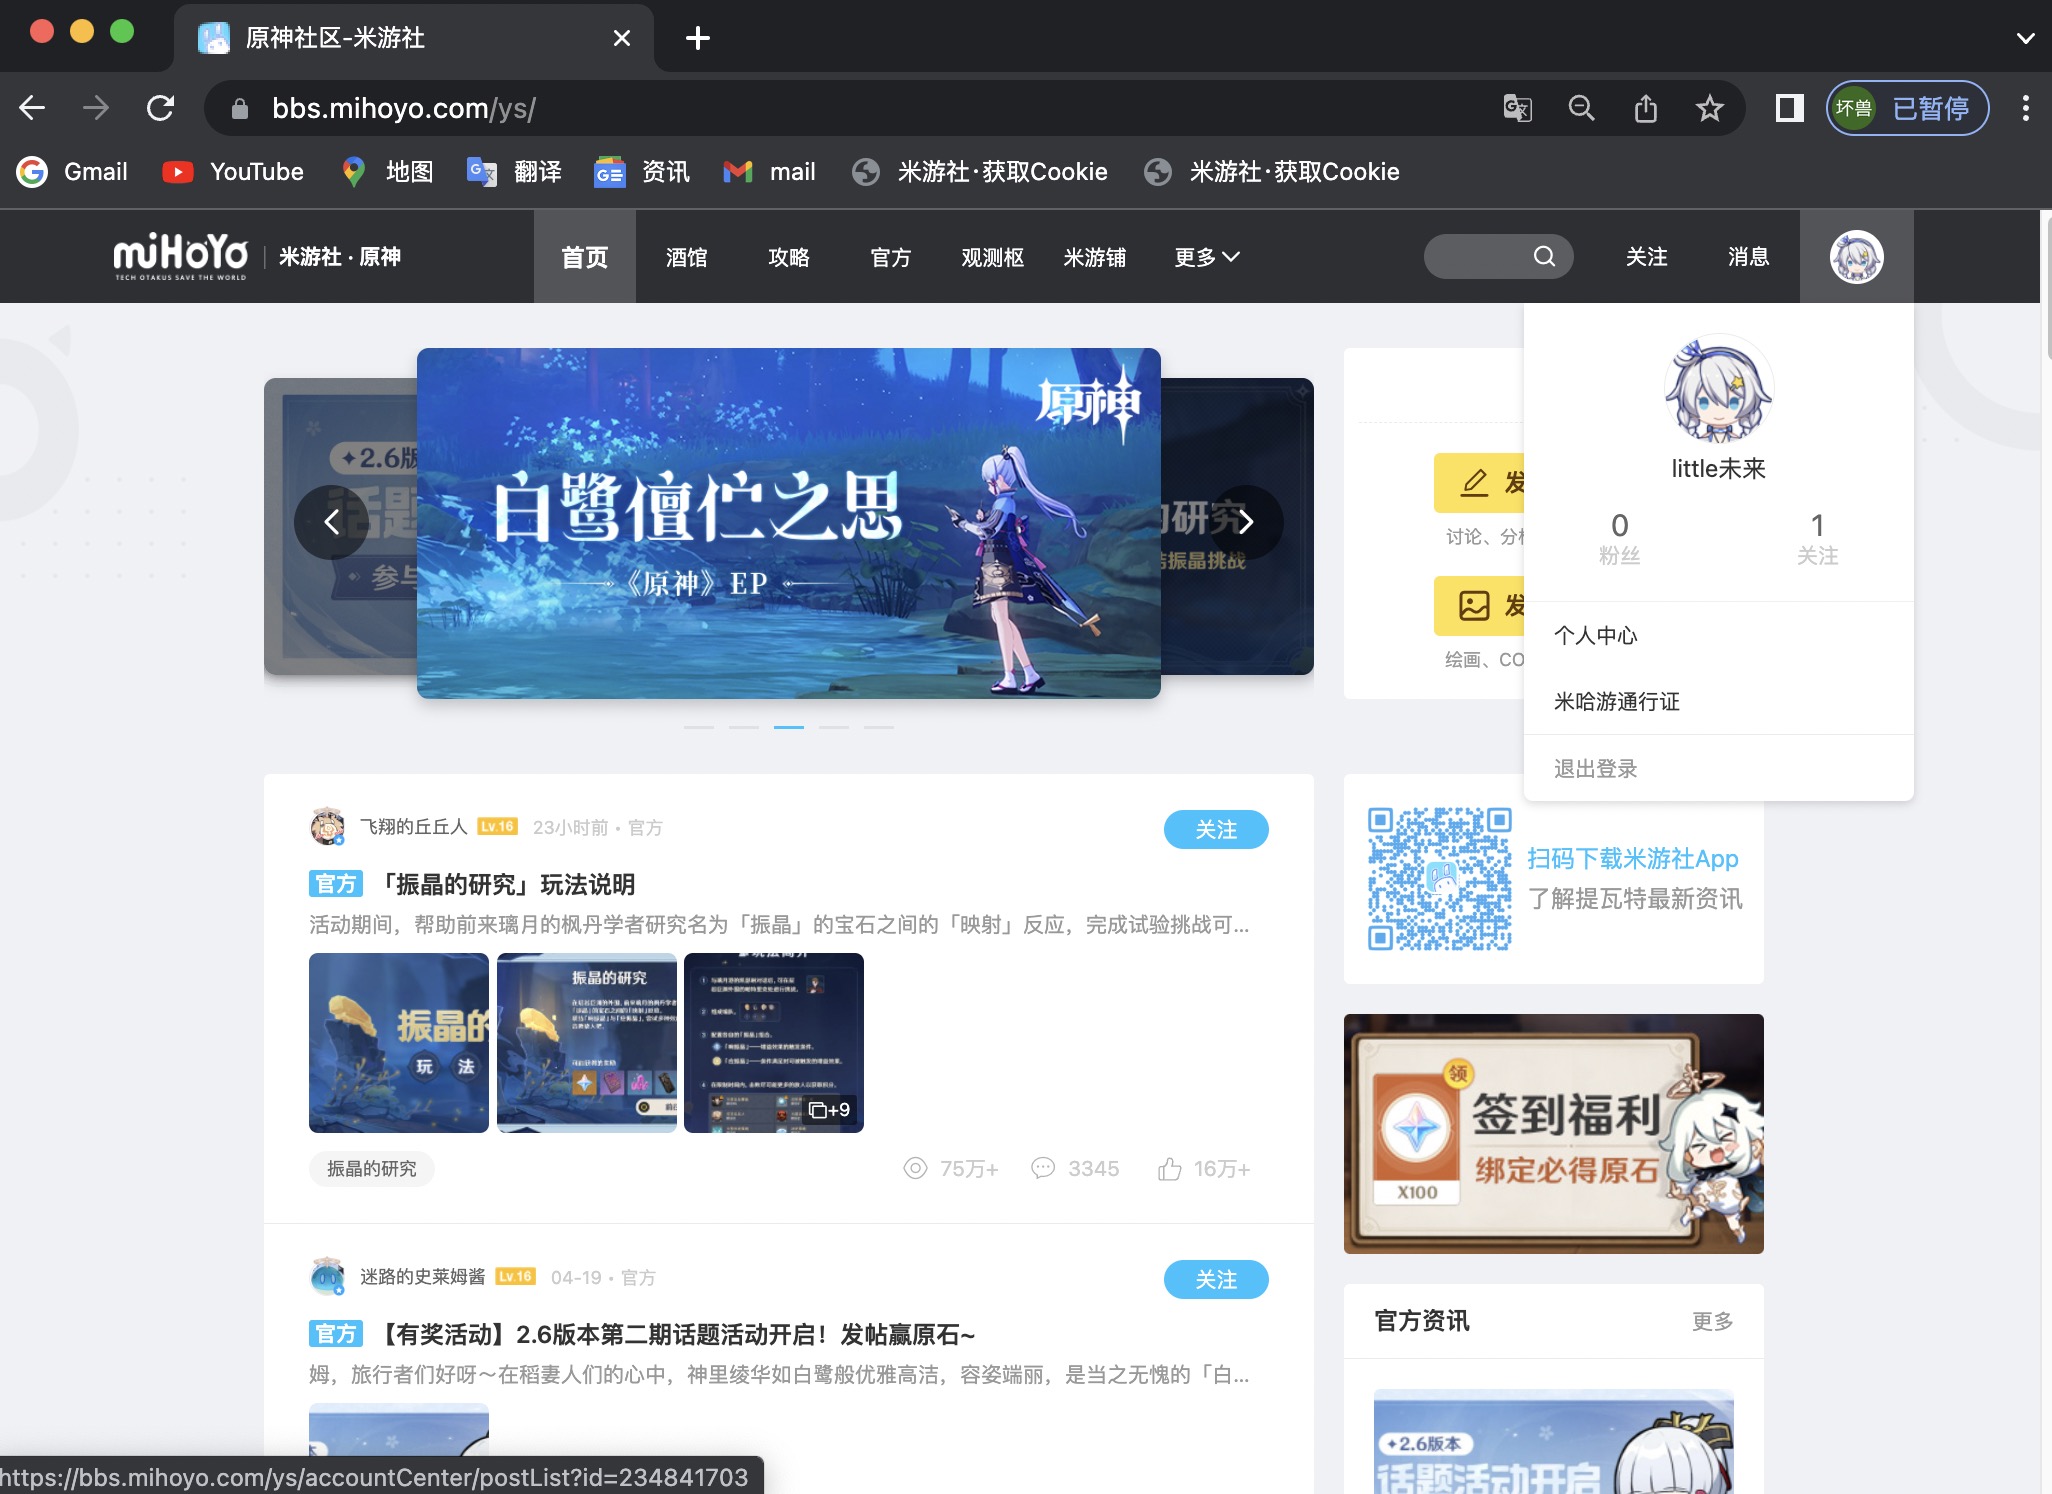 原神社区-米游社
bbs.mihoyo.com/ys/
坏兽 已暂停
Gmail YouTube 地图 翻译 资讯 mail 米游社·获取Cookie 米游社·获取Cookie
miHoYo 米游社·原神
TECH OTAKUS SAVE THE WORLD
首页 酒馆 攻略 官方 观测枢 米游铺 更多 关注 消息
✦2.6版
话题
参与
原神
白鹭儃伫之思
《原神》EP
的研究
振晶挑战
发
讨论、分析
发
绘画、CO
little未来
0 1
粉丝 关注
个人中心
米哈游通行证
退出登录
飞翔的丘丘人 Lv.16 23小时前·官方 关注
官方 「振晶的研究」玩法说明
活动期间，帮助前来璃月的枫丹学者研究名为「振晶」的宝石之间的「映射」反应，完成试验挑战可...
振晶的
玩 法
振晶的研究
+9
振晶的研究 75万+ 3345 16万+
扫码下载米游社App
了解提瓦特最新资讯
领
签到福利
绑定必得原石
X100
迷路的史莱姆酱 Lv.16 04-19·官方 关注
官方 【有奖活动】2.6版本第二期话题活动开启！发帖赢原石~
姆，旅行者们好呀～在稻妻人们的心中，神里绫华如白鹭般优雅高洁，容姿端丽，是当之无愧的「白...
官方资讯 更多
✦2.6版本
话题活动开启
https://bbs.mihoyo.com/ys/accountCenter/postList?id=234841703